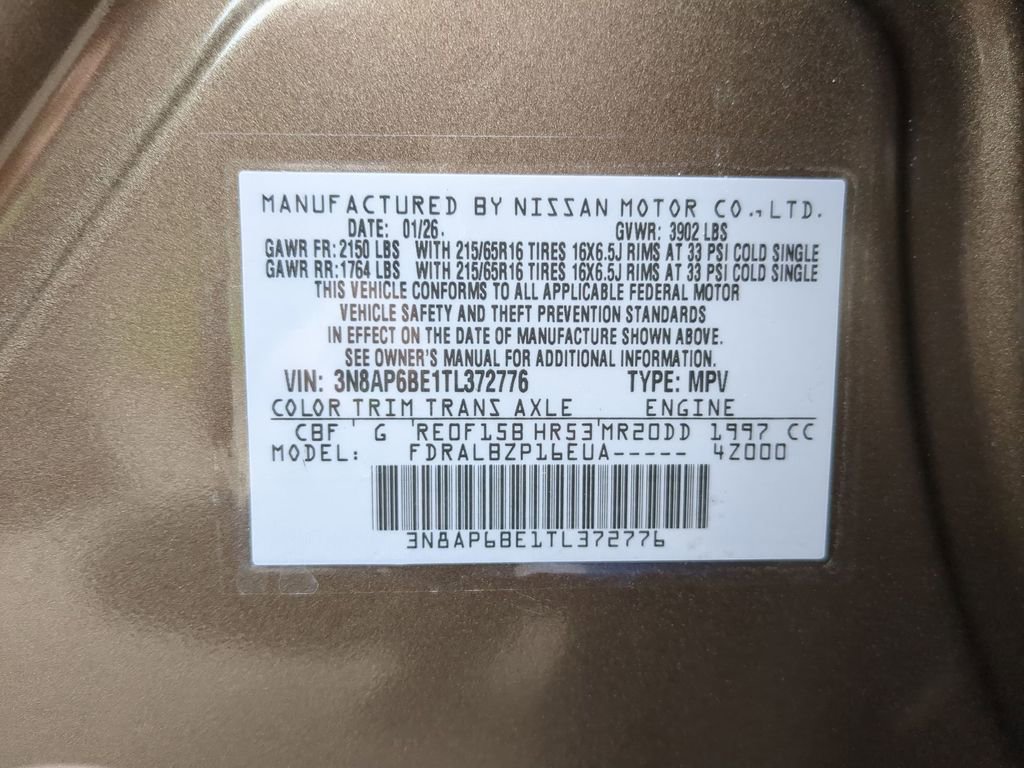 MANUFACTURED BY NISSAN MOTOR CO.,LTD.
DATE: 01/26. GVWR: 3902 LBS
GAWR FR: 2150 LBS WITH 215/65R16 TIRES 16X6.5J RIMS AT 33 PSI COLD SINGLE
GAWR RR:1764 LBS WITH 215/65R16 TIRES 16X6.5J RIMS AT 33 PSI COLD SINGLE
THIS VEHICLE CONFORMS TO ALL APPLICABLE FEDERAL MOTOR
VEHICLE SAFETY AND THEFT PREVENTION STANDARDS
IN EFFECT ON THE DATE OF MANUFACTURE SHOWN ABOVE.
SEE OWNER'S MANUAL FOR ADDITIONAL INFORMATION.
VIN: 3N8AP6BE1TL372776 TYPE: MPV
COLOR TRIM TRANS AXLE ENGINE
CBF G RE0F15B HR53 MR20DD 1997 CC
MODEL: FDRALBZP16EUA----- 4Z000
3N8AP6BE1TL372776